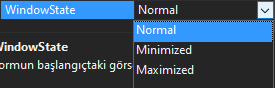 WindowState Normal
Normal
Minimized
WindowState
Maximized
ormun başlangıçtaki görs